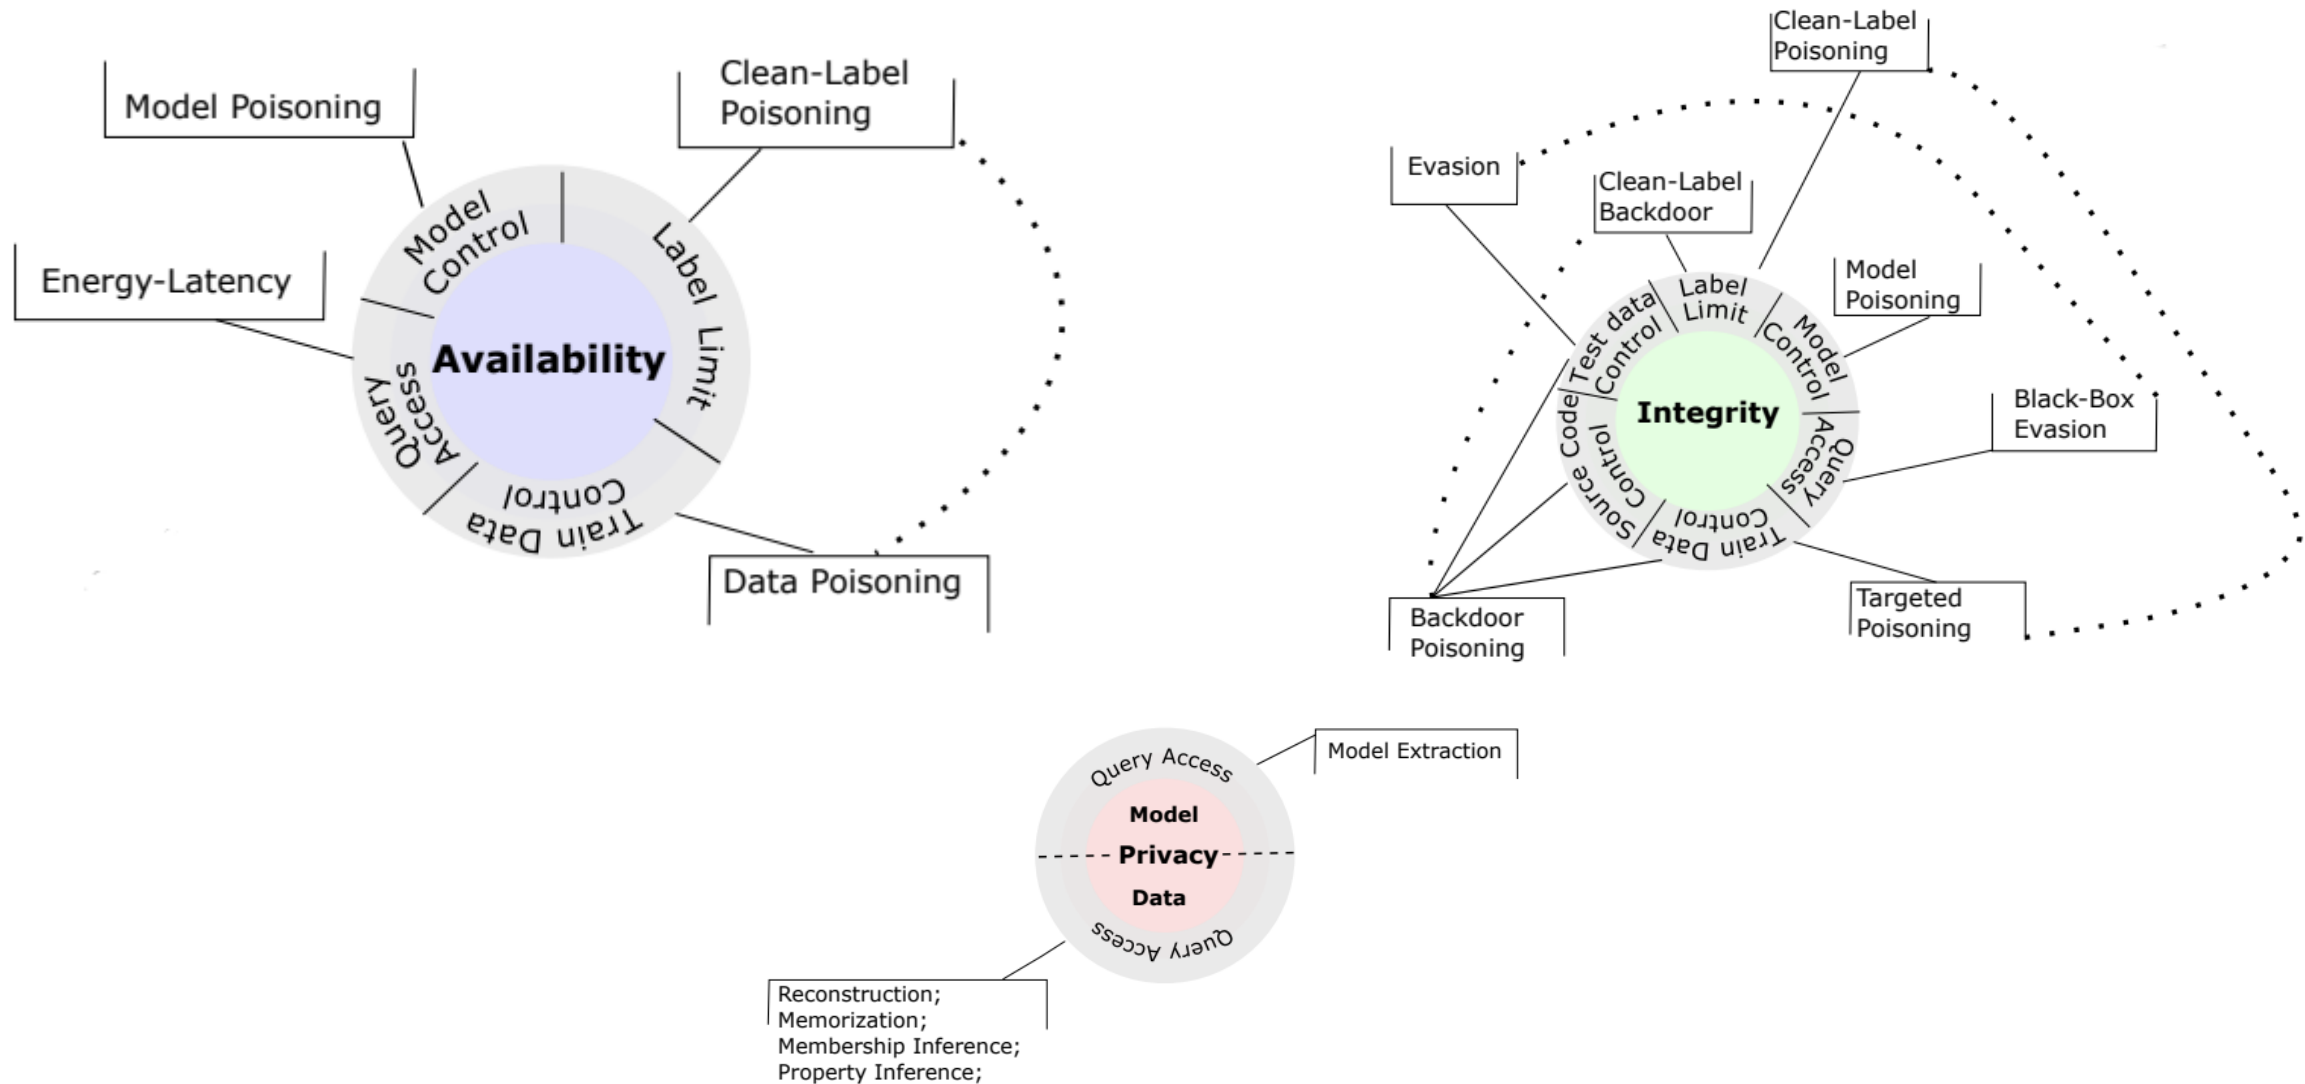 Model Poisoning
Clean-Label
Poisoning
Energy-Latency
Model
Control
Label Limit
Query
Access
Train Data
Control
Availability
Data Poisoning
Clean-Label
Poisoning
Evasion
Clean-Label
Backdoor
Model
Poisoning
Test data
Control
Label
Limit
Model
Control
Query
Access
Train Data
Control
Source Code
Control
Integrity
Black-Box
Evasion
Backdoor
Poisoning
Targeted
Poisoning
Query Access
Model
Privacy
Data
Query Access
Model Extraction
Reconstruction;
Memorization;
Membership Inference;
Property Inference;